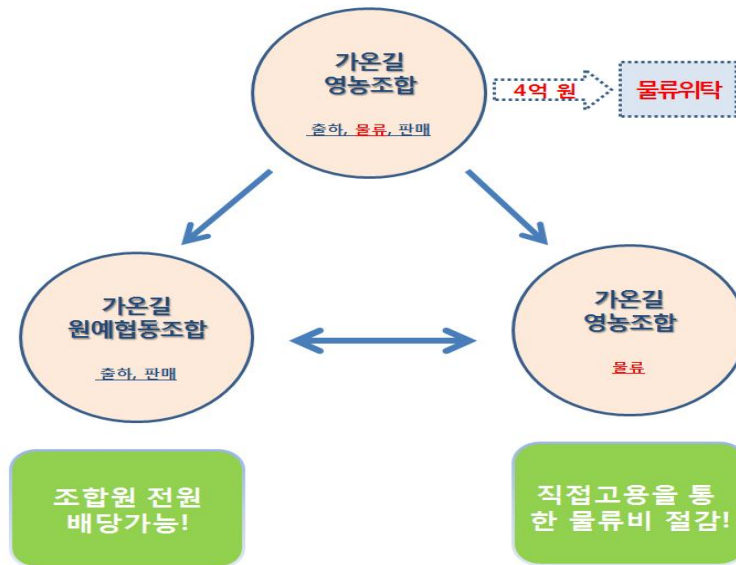 가온길
영농조합
출하, 물류, 판매
4억 원
물류위탁
가온길
원예협동조합
출하, 판매
가온길
영농조합
물류
조합원 전원
배당가능!
직접고용을 통
한 물류비 절감!